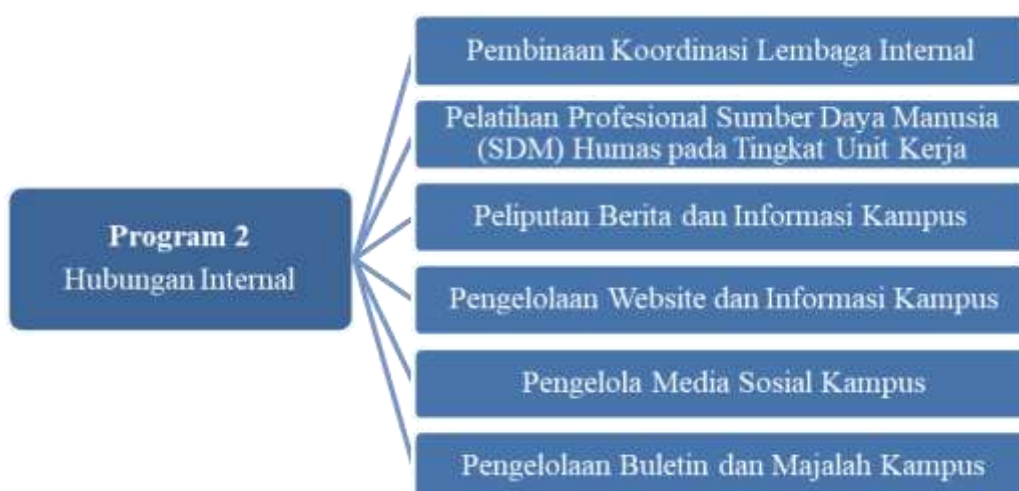 Program 2
Hubungan Internal
Pembinaan Koordinasi Lembaga Internal
Pelatihan Profesional Sumber Daya Manusia
(SDM) Humas pada Tingkat Unit Kerja
Peliputan Berita dan Informasi Kampus
Pengelolaan Website dan Informasi Kampus
Pengelola Media Sosial Kampus
Pengelolaan Buletin dan Majalah Kampus